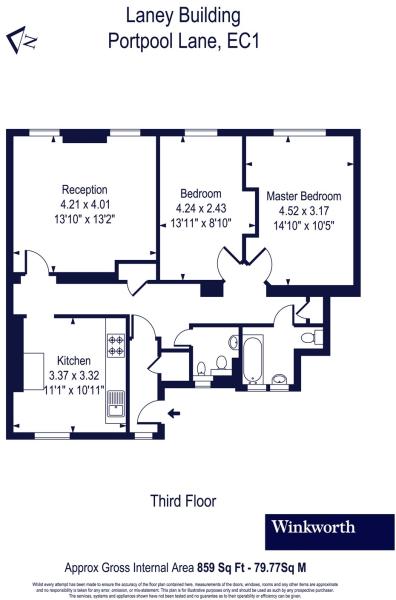 Laney Building
Portpool Lane, EC1
N
Reception
4.21 x 4.01
13'10" x 13'2"
Bedroom
4.24 x 2.43
13'11" x 8'10"
Master Bedroom
4.52 x 3.17
14'10" x 10'5"
Kitchen
3.37 x 3.32
11'1" x 10'11"
Third Floor
Winkworth
Approx Gross Internal Area 859 Sq Ft - 79.77Sq M
Whilst every attempt has been made to ensure the accuracy of the floor plan contained here, measurements of the doors, windows, rooms and any other items are approximate
and no responsibility is taken for any error, omission, or mis-statement. This plan is for illustrative purposes only and should be used as such by any prospective purchaser.
The services, systems and appliances shown have not been tested and no guarantee as to their operability or efficiency can be given.